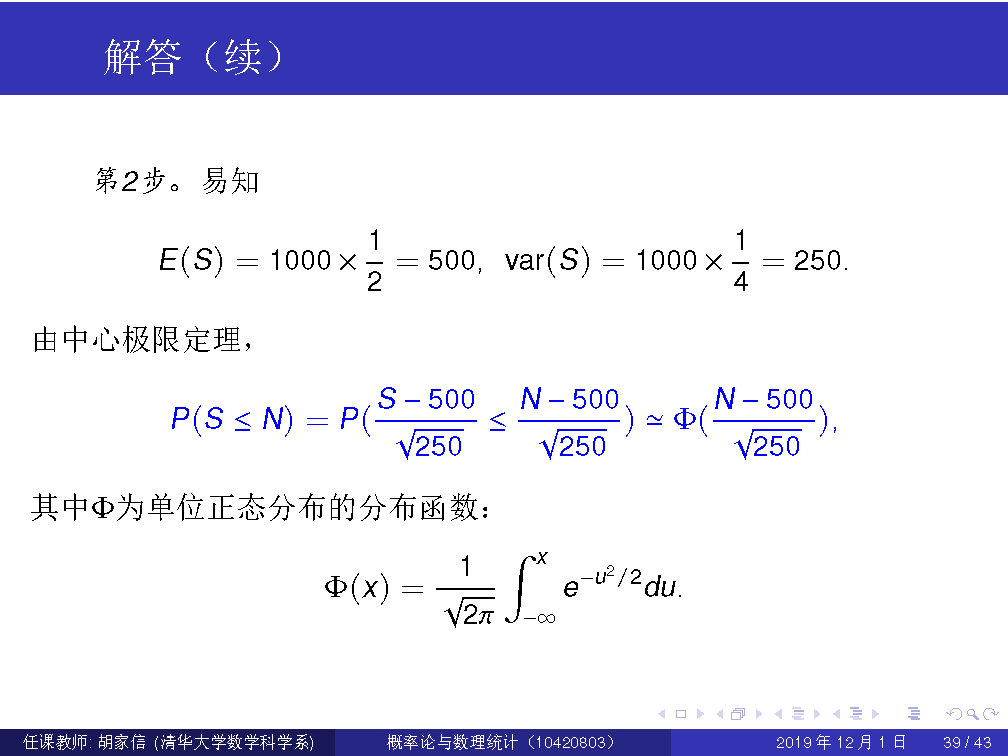 解答（续）
第2步。易知
E(S) = 1000 × 1/2 = 500, var(S) = 1000 × 1/4 = 250.
由中心极限定理，
P(S ≤ N) = P( (S − 500)/√250 ≤ (N − 500)/√250 ) ≃ Φ( (N − 500)/√250 ),
其中Φ为单位正态分布的分布函数：
Φ(x) = 1/√2π ∫_{−∞}^{x} e^{−u²/2} du.
任课教师: 胡家信 (清华大学数学科学系) 概率论与数理统计（10420803） 2019 年 12 月 1 日 39 / 43